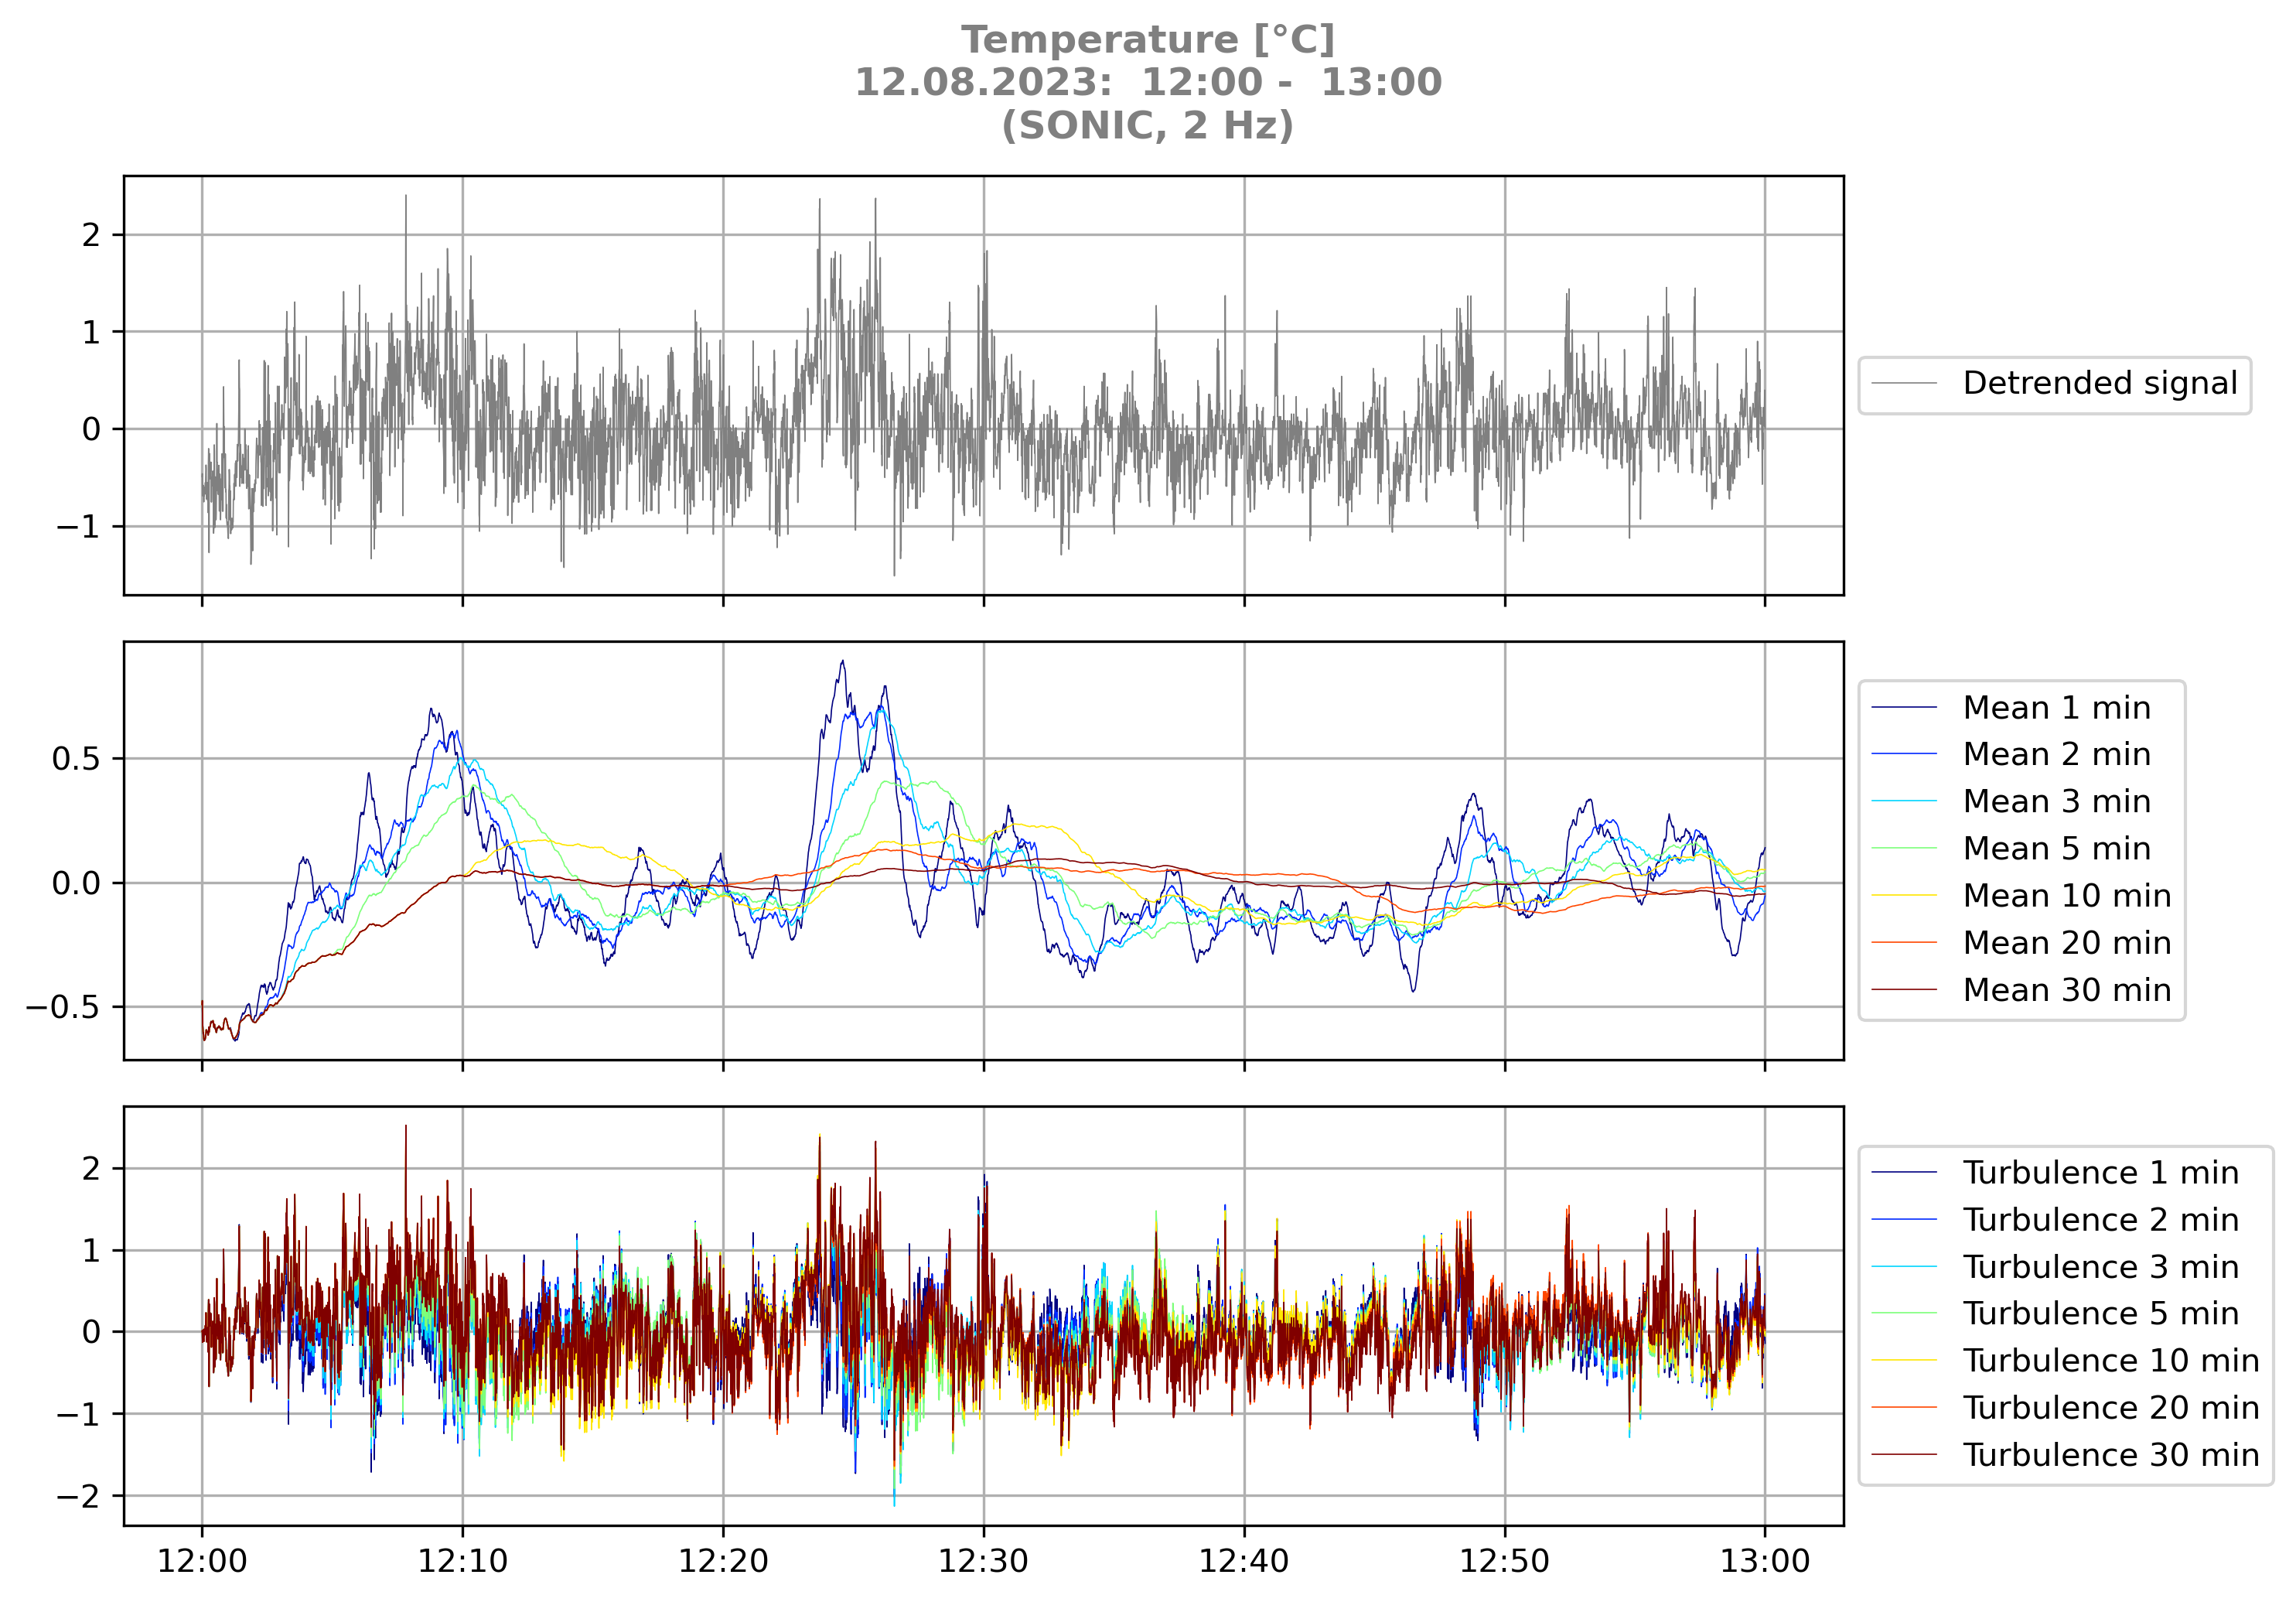 Temperature [°C]
12.08.2023:  12:00 -  13:00
(SONIC, 2 Hz)
2
1
0
−1
Detrended signal
0.5
0.0
−0.5
Mean 1 min
Mean 2 min
Mean 3 min
Mean 5 min
Mean 10 min
Mean 20 min
Mean 30 min
2
1
0
−1
−2
Turbulence 1 min
Turbulence 2 min
Turbulence 3 min
Turbulence 5 min
Turbulence 10 min
Turbulence 20 min
Turbulence 30 min
12:00 12:10 12:20 12:30 12:40 12:50 13:00